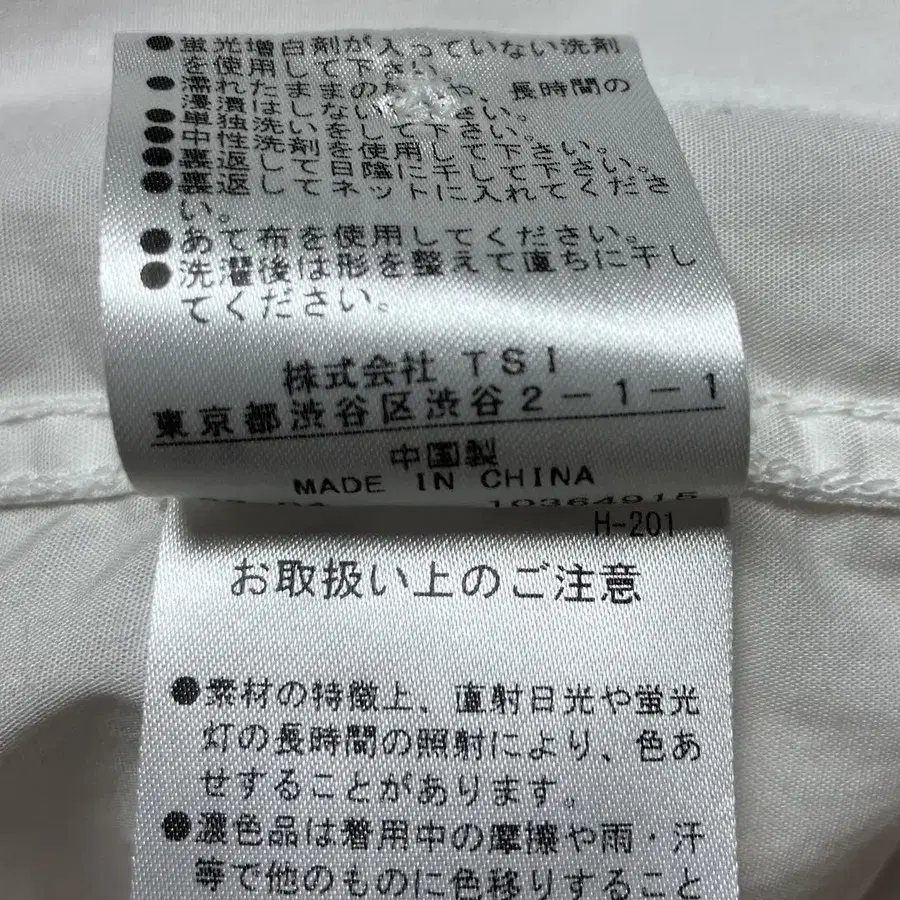 ●蛍光増白剤が入っていない洗剤
を使用して下さい。
●濡れたままの や、長時間の
浸漬はしない 。
●単独洗いをして下さい。
●中性洗剤を使用して下さい。
●裏返して日陰に干して下さい。
●裏返してネットに入れてくださ
い。
●あて布を使用してください。
●洗濯後は形を整えて直ちに干し
てください。
株式会社 TSI
東京都渋谷区渋谷2-1-1
中国製
MADE IN CHINA
10364915
H-201
お取扱い上のご注意
●素材の特徴上、直射日光や蛍光
灯の長時間の照射により、色あ
せすることがあります。
●濃色品は着用中の摩擦や雨・汗
等で他のものに色移りすること